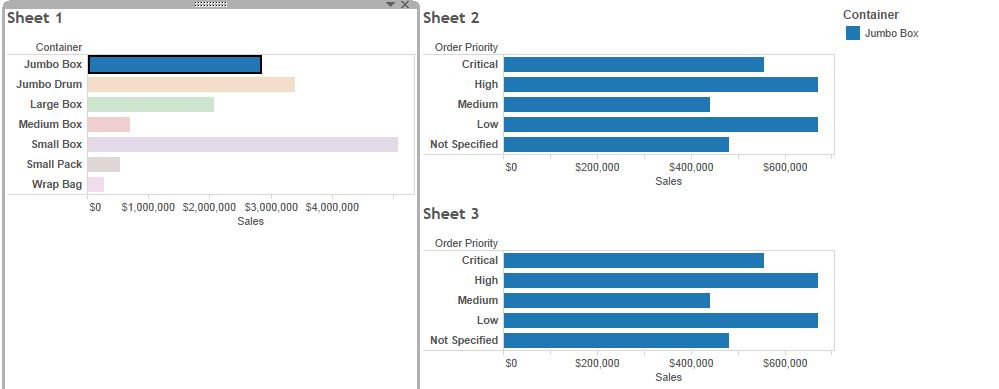 Sheet 1
Container
Jumbo Box
Jumbo Drum
Large Box
Medium Box
Small Box
Small Pack
Wrap Bag
$0 $1,000,000 $2,000,000 $3,000,000 $4,000,000
Sales
Sheet 2
Order Priority
Critical
High
Medium
Low
Not Specified
$0 $200,000 $400,000 $600,000
Sales
Sheet 3
Order Priority
Critical
High
Medium
Low
Not Specified
$0 $200,000 $400,000 $600,000
Sales
Container
Jumbo Box